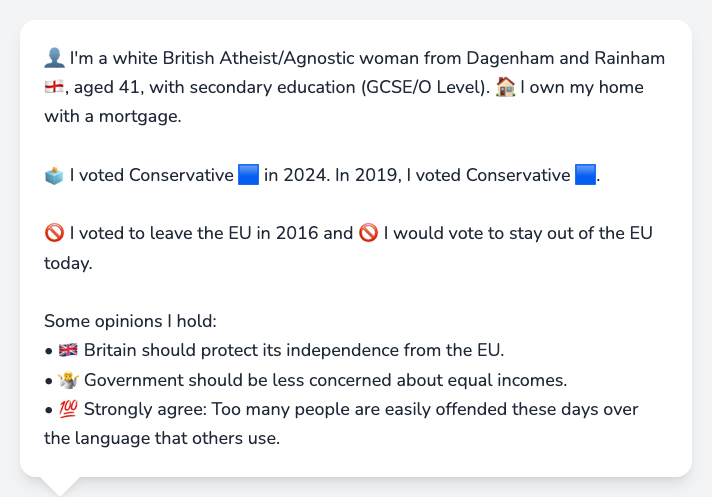 👤 I'm a white British Atheist/Agnostic woman from Dagenham and Rainham
🏴󠁧󠁢󠁥󠁮󠁧󠁿, aged 41, with secondary education (GCSE/O Level). 🏠 I own my home
with a mortgage.
🗳️ I voted Conservative 🟦 in 2024. In 2019, I voted Conservative 🟦.
🚫 I voted to leave the EU in 2016 and 🚫 I would vote to stay out of the EU
today.
Some opinions I hold:
• 🇬🇧 Britain should protect its independence from the EU.
• 🤷 Government should be less concerned about equal incomes.
• 💯 Strongly agree: Too many people are easily offended these days over
the language that others use.